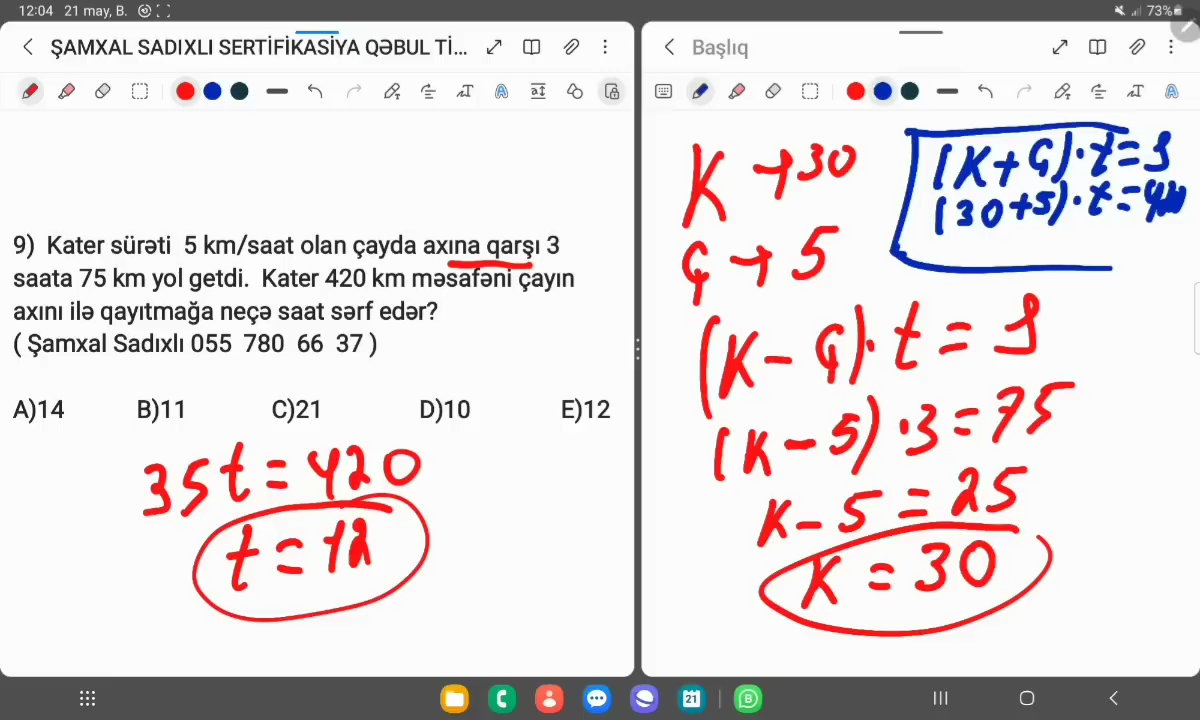 12:04 21 may, B. 73%
ŞAMXAL SADIXLI SERTİFİKASİYA QƏBUL Tİ...
9) Kater sürəti 5 km/saat olan çayda axına qarşı 3
saata 75 km yol getdi. Kater 420 km məsafəni çayın
axını ilə qayıtmağa neçə saat sərf edər?
( Şamxal Sadıxlı 055 780 66 37 )
A)14 B)11 C)21 D)10 E)12
35t=420
t=12
Başlıq
K→30
Ç→5
(K+Ç)·t=S
(30+5)·t=420
(K-Ç)·t=S
(K-5)·3=75
K-5=25
K=30
21